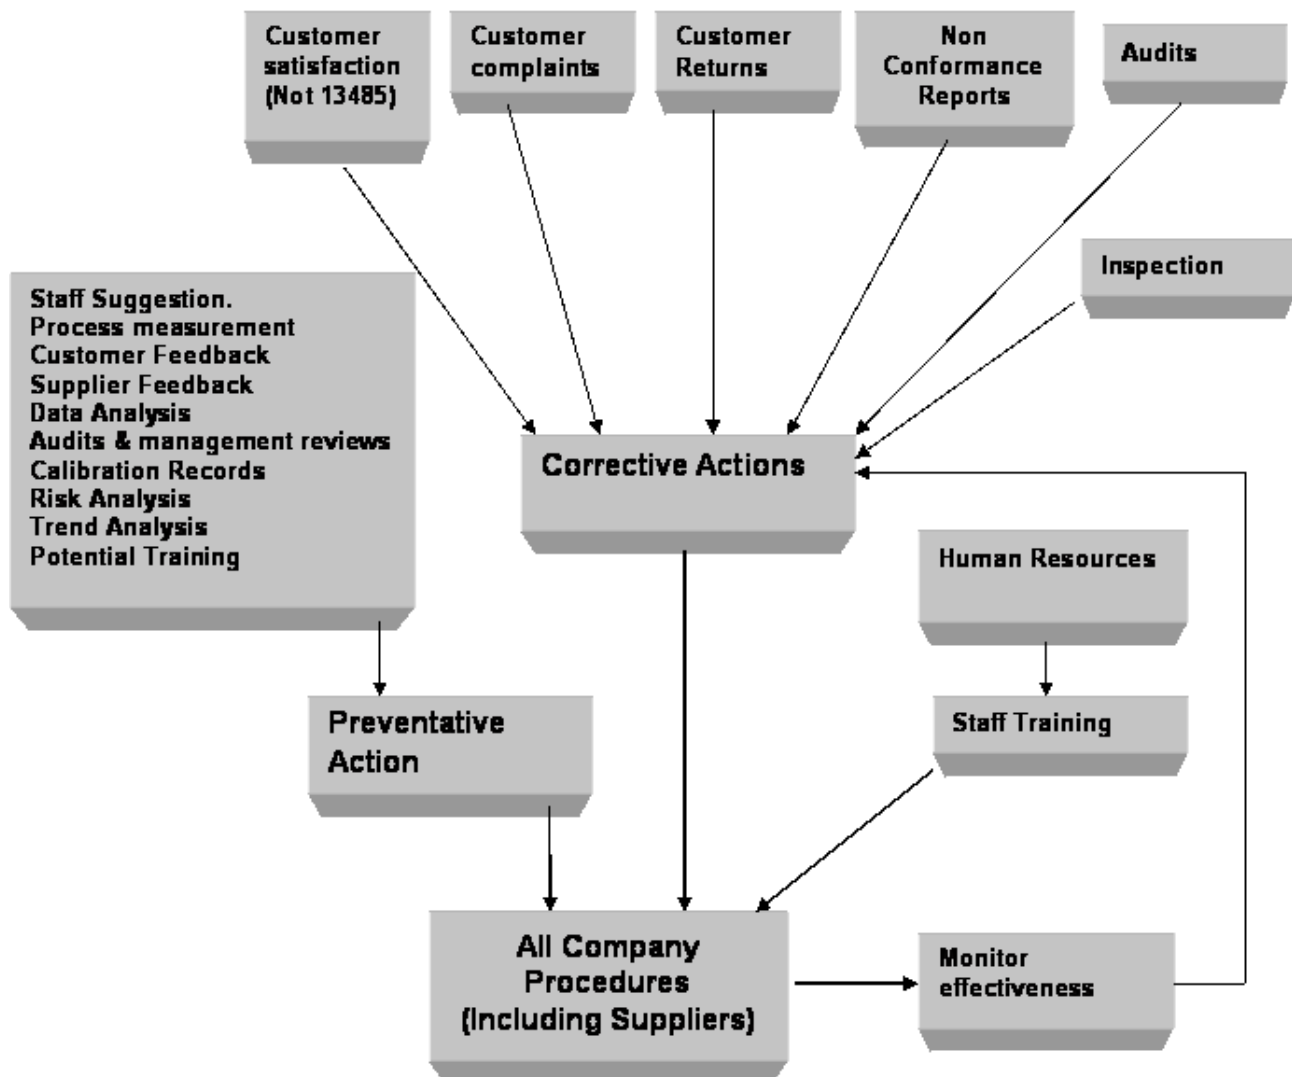 Customer
satisfaction
(Not 13485)
Customer
complaints
Customer
Returns
Non
Conformance
Reports
Audits
Inspection
Staff Suggestion.
Process measurement
Customer Feedback
Supplier Feedback
Data Analysis
Audits & management reviews
Calibration Records
Risk Analysis
Trend Analysis
Potential Training
Corrective Actions
Human Resources
Preventative
Action
Staff Training
All Company
Procedures
(Including Suppliers)
Monitor
effectiveness